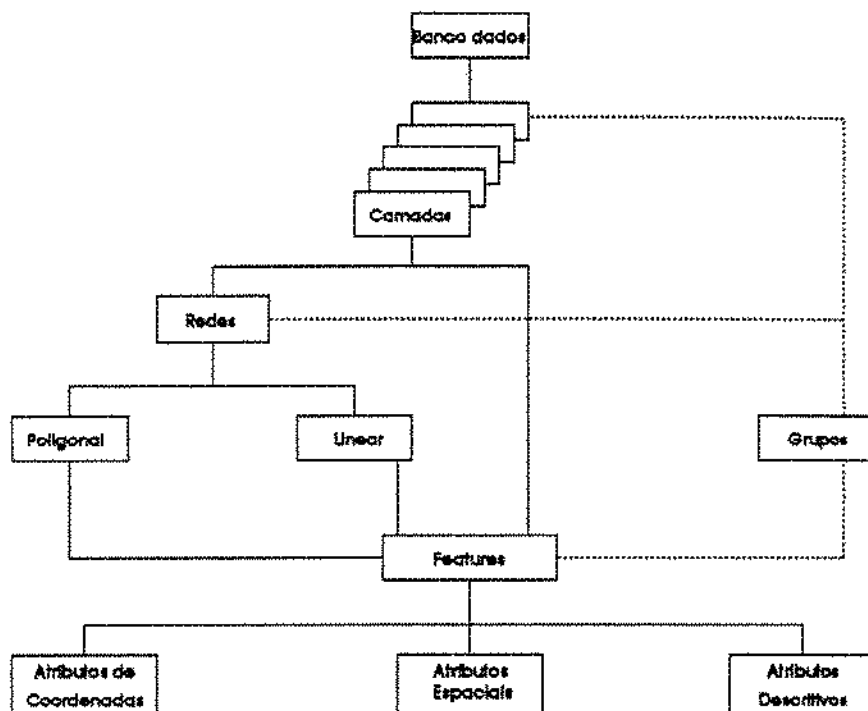 Banco dados
Camadas
Redes
Poligonal
Linear
Grupos
Features
Atributos de
Coordenadas
Atributos
Espaciais
Atributos
Descritivos